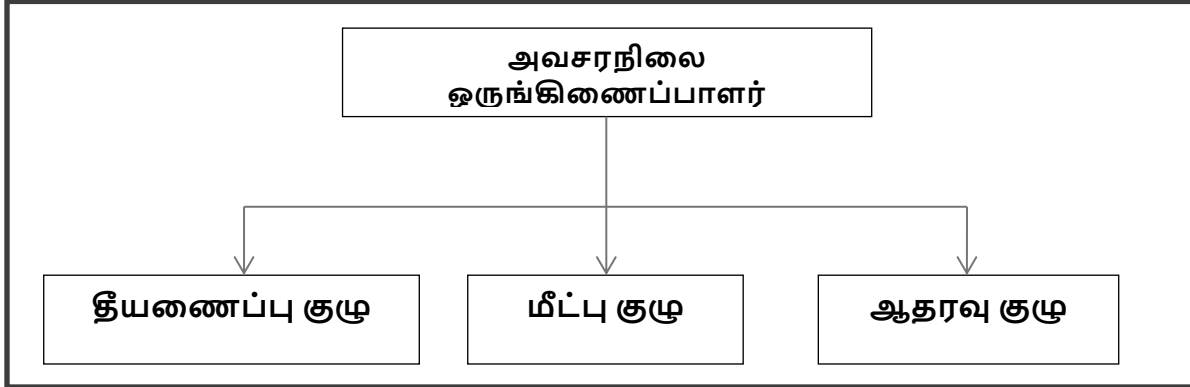 அவசரநிலை
ஒருங்கிணைப்பாளர்
தீயணைப்பு குழு
மீட்பு குழு
ஆதரவு குழு